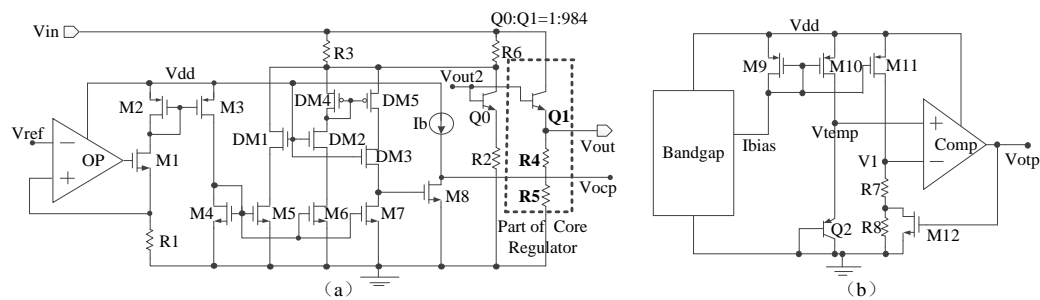 Q0:Q1=1:984
Vin
R3
R6
Vdd
Vout2
M2
M3
DM4
DM5
Q0
Q1
Vref
OP
M1
DM1
DM2
DM3
Ib
R2
R4
Vout
Vocp
R5
M4
M5
M6
M7
M8
R1
Part of Core
Regulator
(a)
Vdd
M9
M10
M11
Bandgap
Ibias
Vtemp
V1
Comp
Votp
R7
R8
Q2
M12
(b)